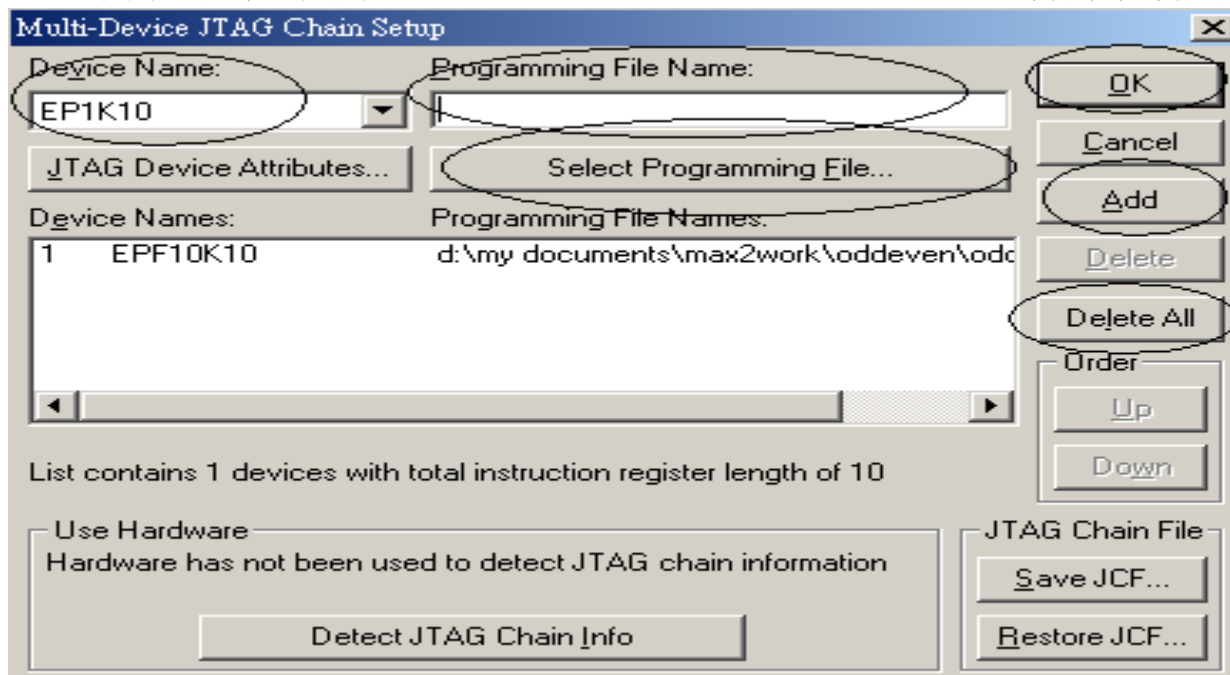 Multi-Device JTAG Chain Setup
Device Name:
Programming File Name:
OK
EP1K10
Cancel
JTAG Device Attributes...
Select Programming File...
Add
Device Names:
Programming File Names:
1 EPF10K10 d:\my documents\max2work\oddeven\odd
Delete
Delete All
Order
Up
Down
List contains 1 devices with total instruction register length of 10
Use Hardware
Hardware has not been used to detect JTAG chain information
Detect JTAG Chain Info
JTAG Chain File
Save JCF...
Restore JCF...